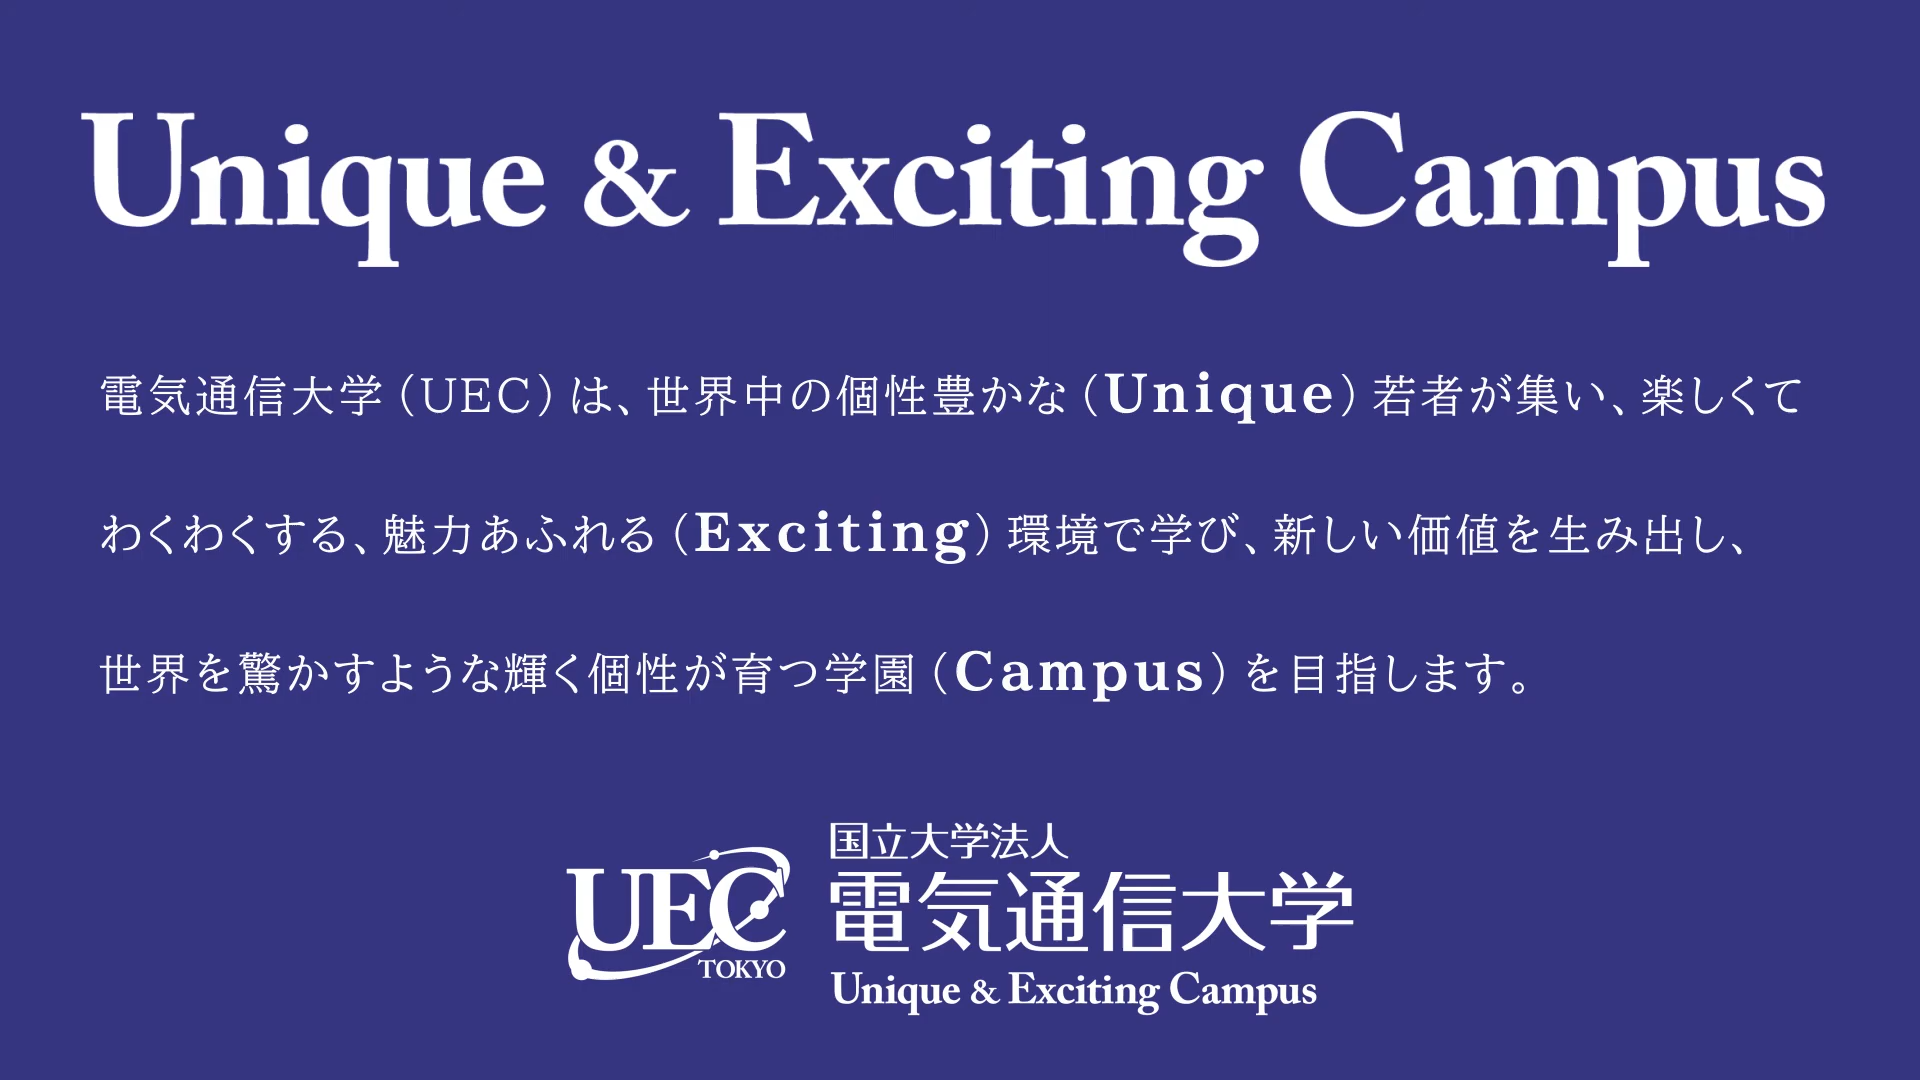 Unique & Exciting Campus
電気通信大学（UEC）は、世界中の個性豊かな（Unique）若者が集い、楽しくて
わくわくする、魅力あふれる（Exciting）環境で学び、新しい価値を生み出し、
世界を驚かすような輝く個性が育つ学園（Campus）を目指します。
UEC
TOKYO
国立大学法人
電気通信大学
Unique & Exciting Campus